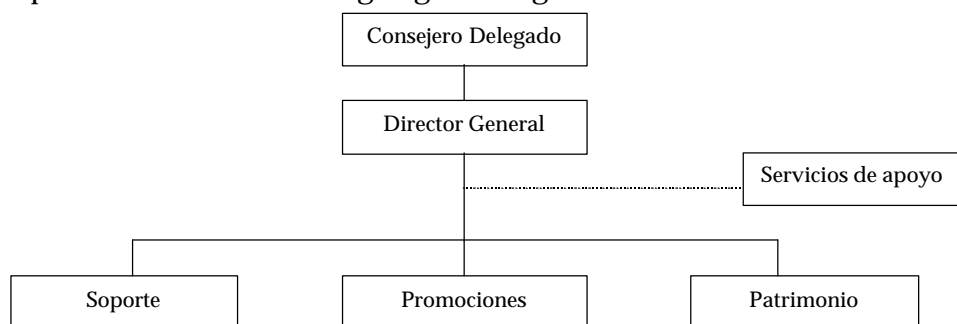 Consejero Delegado
Director General
Servicios de apoyo
Soporte
Promociones
Patrimonio